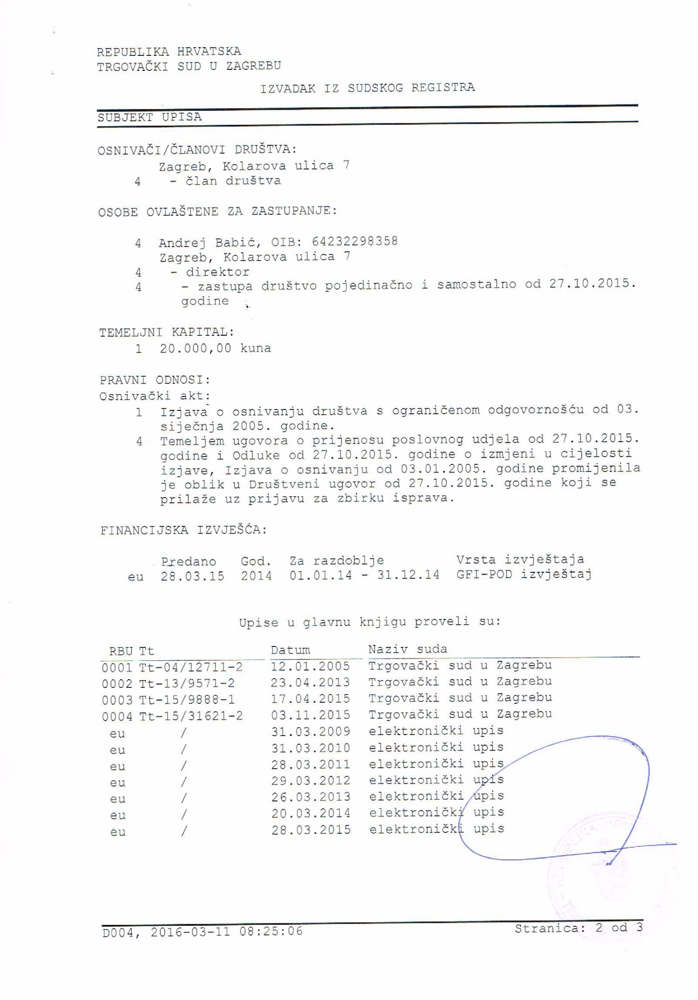 REPUBLIKA HRVATSKA
TRGOVAČKI SUD U ZAGREBU
IZVADAK IZ SUDSKOG REGISTRA
SUBJEKT UPISA
OSNIVAČI/ČLANOVI DRUŠTVA:
Zagreb, Kolarova ulica 7
4 - član društva
OSOBE OVLAŠTENE ZA ZASTUPANJE:
4 Andrej Babić, OIB: 64232298358
Zagreb, Kolarova ulica 7
4 - direktor
4 - zastupa društvo pojedinačno i samostalno od 27.10.2015.
godine
TEMELJNI KAPITAL:
1 20.000,00 kuna
PRAVNI ODNOSI:
Osnivački akt:
1 Izjava o osnivanju društva s ograničenom odgovornošću od 03.
siječnja 2005. godine.
4 Temeljem ugovora o prijenosu poslovnog udjela od 27.10.2015.
godine i Odluke od 27.10.2015. godine o izmjeni u cijelosti
izjave, Izjava o osnivanju od 03.01.2005. godine promijenila
je oblik u Društveni ugovor od 27.10.2015. godine koji se
prilaže uz prijavu za zbirku isprava.
FINANCIJSKA IZVJEŠĆA:
Predano God. Za razdoblje Vrsta izvještaja
eu 28.03.15 2014 01.01.14 - 31.12.14 GFI-POD izvještaj
Upise u glavnu knjigu proveli su:
RBU Tt Datum Naziv suda
0001 Tt-04/12711-2 12.01.2005 Trgovački sud u Zagrebu
0002 Tt-13/9571-2 23.04.2013 Trgovački sud u Zagrebu
0003 Tt-15/9888-1 17.04.2015 Trgovački sud u Zagrebu
0004 Tt-15/31621-2 03.11.2015 Trgovački sud u Zagrebu
eu / 31.03.2009 elektronički upis
eu / 31.03.2010 elektronički upis
eu / 28.03.2011 elektronički upis
eu / 29.03.2012 elektronički upis
eu / 26.03.2013 elektronički upis
eu / 20.03.2014 elektronički upis
eu / 28.03.2015 elektronički upis
REPUBLIKA
D004, 2016-03-11 08:25:06 Stranica: 2 od 3